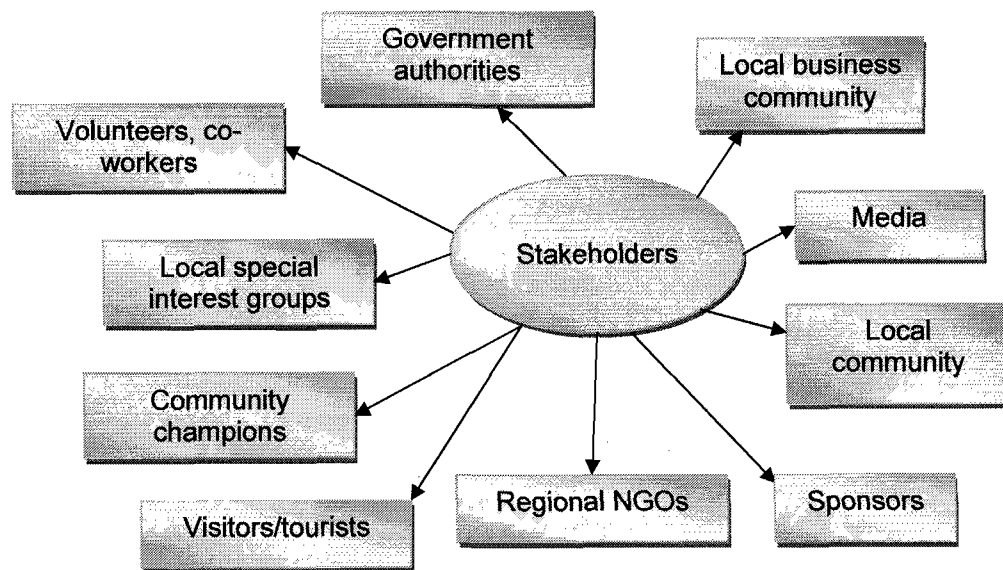 Government
authorities
Local business
community
Volunteers, co-
workers
Media
Stakeholders
Local special
interest groups
Local
community
Community
champions
Regional NGOs
Sponsors
Visitors/tourists